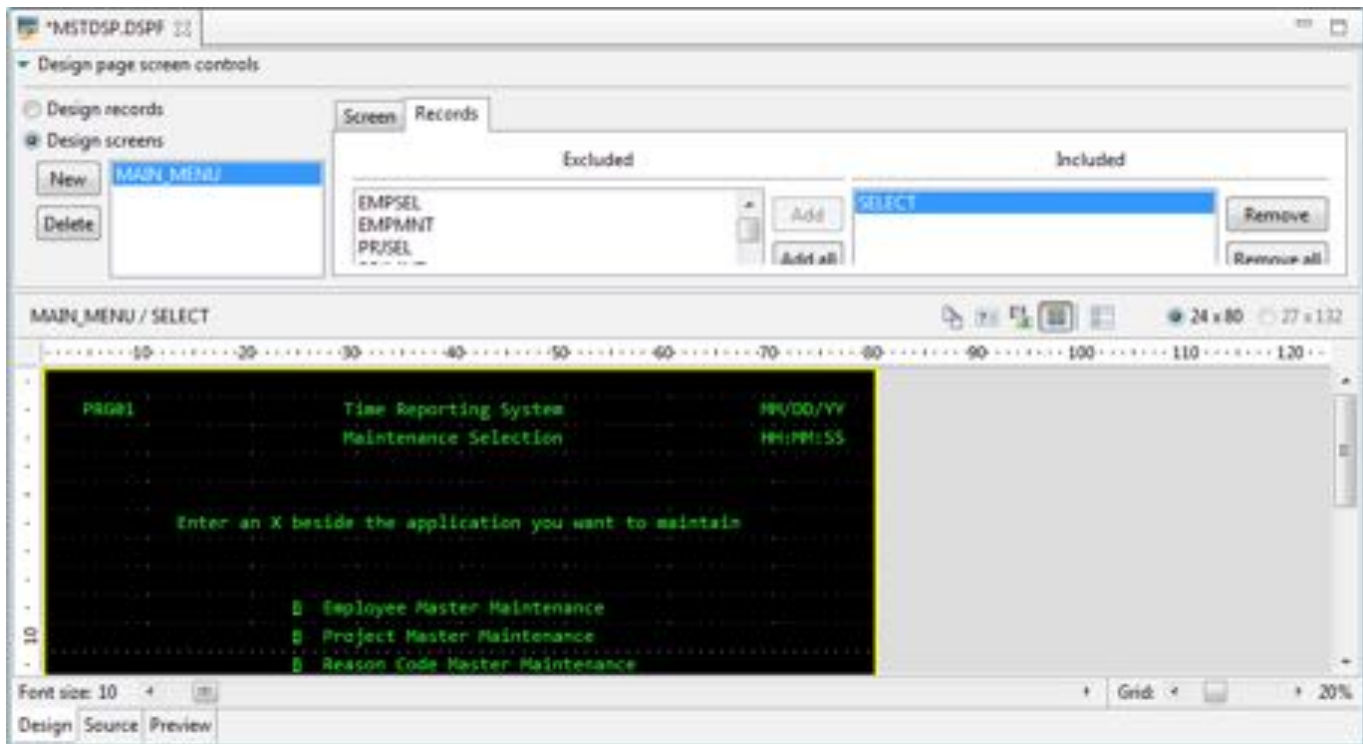 *MSTDSP.DSPF
Design page screen controls
Design records
Design screens
New
Delete
MAIN_MENU
Screen Records
Excluded
EMPSEL
EMPMNT
PRJSEL
Add
Add all
Included
SELECT
Remove
Remove all
MAIN_MENU / SELECT
24 x 80 27 x 132
10 20 30 40 50 60 70 80 90 100 110 120
PRG01 Time Reporting System MM/DD/YY
Maintenance Selection HH:MM:SS
Enter an X beside the application you want to maintain
B Employee Master Maintenance
B Project Master Maintenance
B Reason Code Master Maintenance
10
Font size: 10
Grid:
20%
Design Source Preview